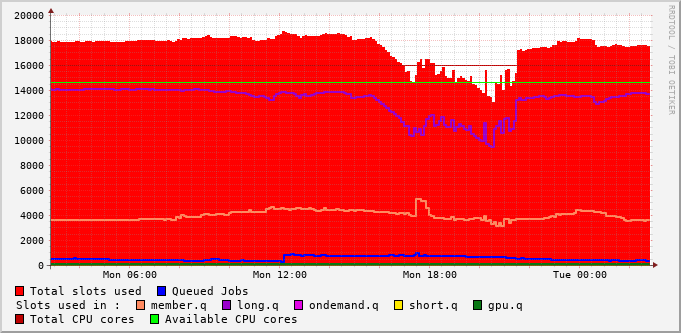 20000
18000
16000
14000
12000
10000
8000
6000
4000
2000
0
Mon 06:00 Mon 12:00 Mon 18:00 Tue 00:00
RRDTOOL / TOBI OETIKER
Total slots used Queued Jobs
Slots used in : member.q long.q ondemand.q short.q gpu.q
Total CPU cores Available CPU cores